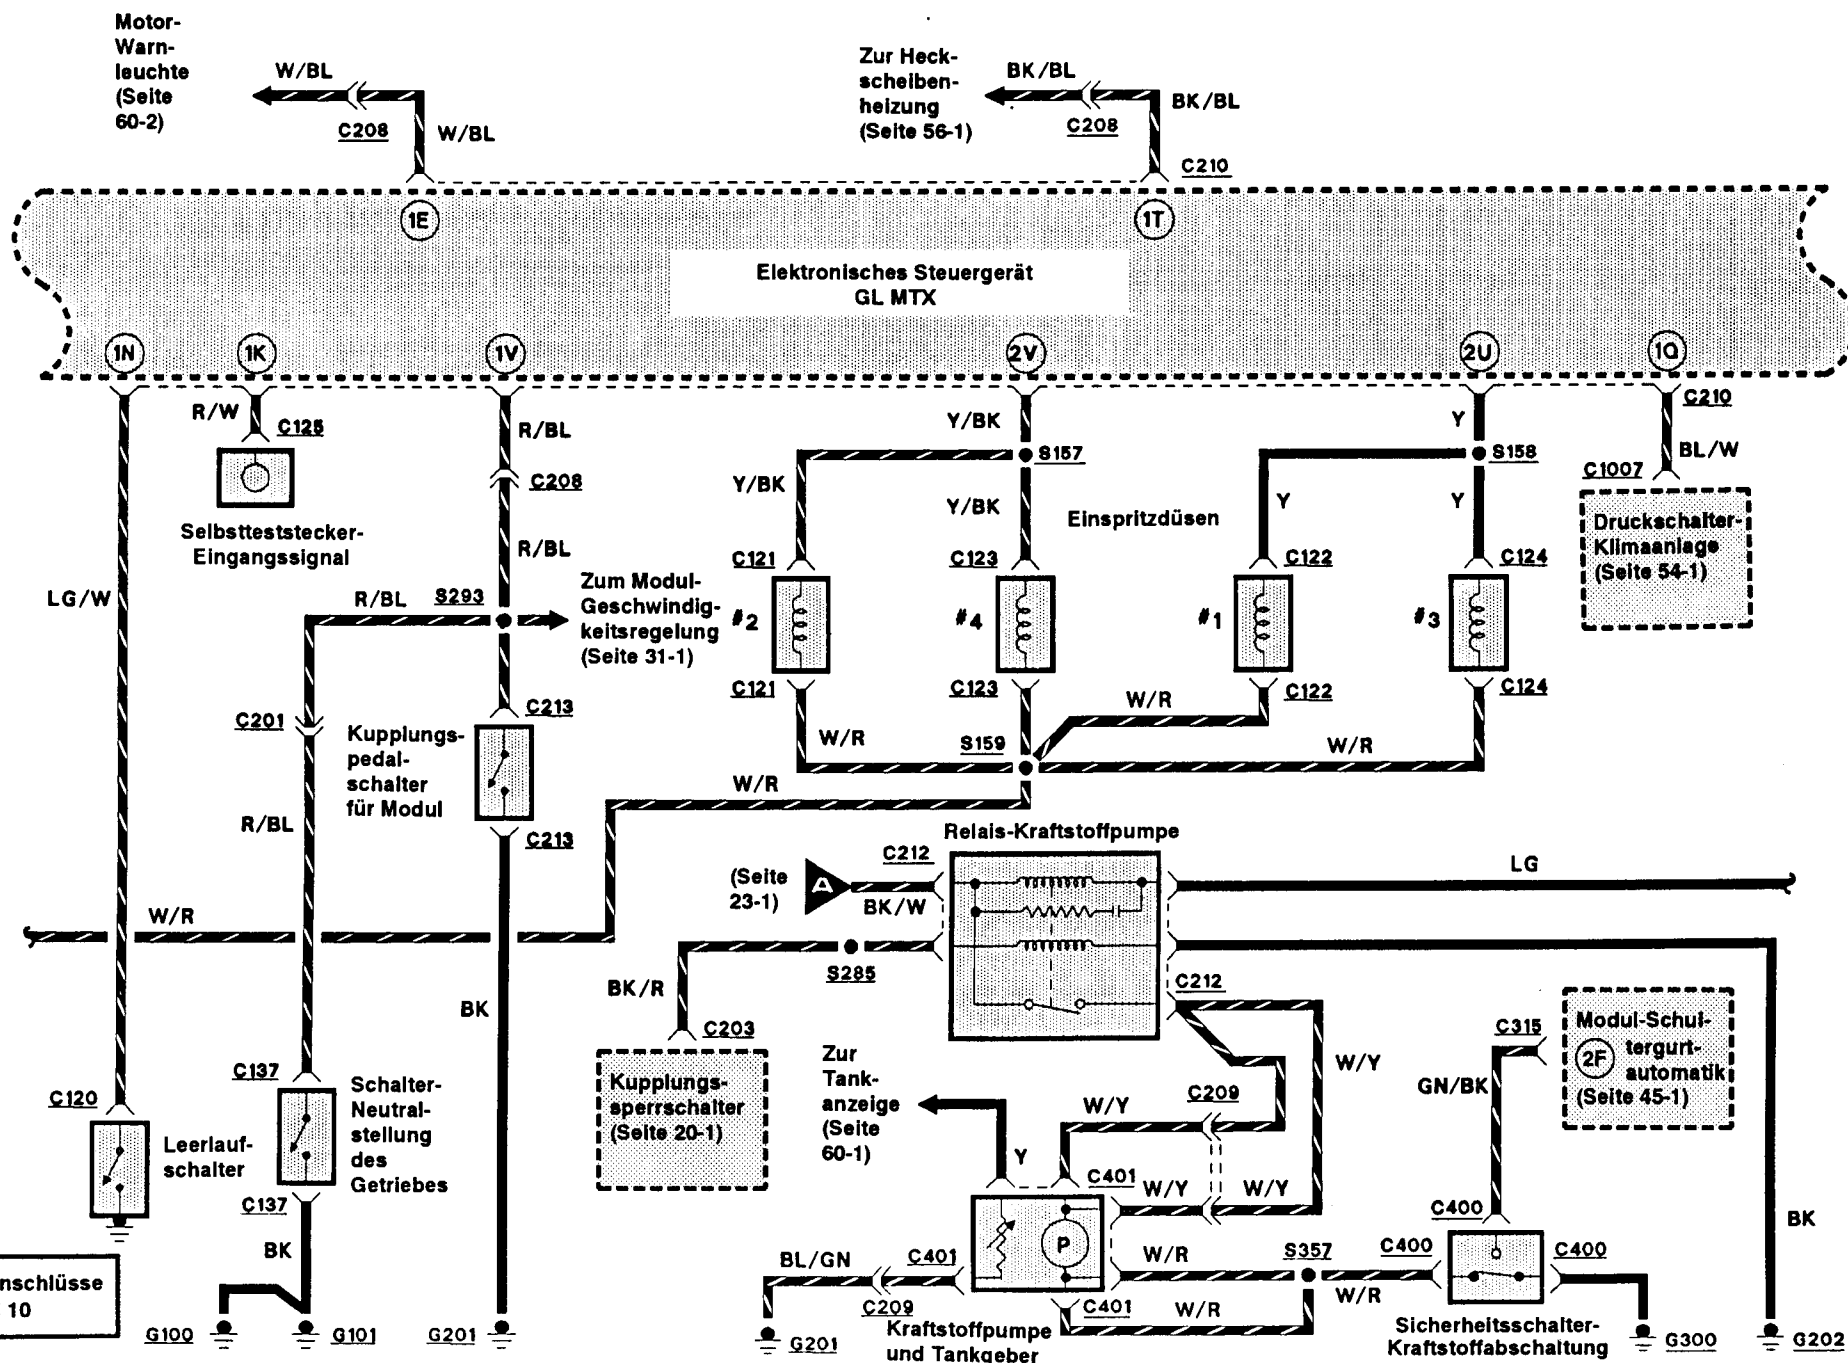 Motor-
Warn-
leuchte
(Seite
60-2)
W/BL
C208
W/BL
Zur Heck-
scheiben-
heizung
(Seite 56-1)
BK/BL
C208
BK/BL
C210
1E
1T
Elektronisches Steuergerät
GL MTX
1N
1K
1V
2V
2U
1Q
R/W
C125
Selbstteststecker-
Eingangssignal
R/BL
C208
R/BL
LG/W
R/BL
S293
Zum Modul-
Geschwindig-
keitsregelung
(Seite 31-1)
C201
R/BL
Kupplungs-
pedal-
schalter
für Modul
C213
C213
Y/BK
S157
Y/BK
Y/BK
Einspritzdüsen
Y
S158
Y
Y
C210
BL/W
C1007
Druckschalter-
Klimaanlage
(Seite 54-1)
C121
C123
C122
C124
#2
#4
#1
#3
C121
C123
C122
C124
W/R
W/R
S159
W/R
W/R
W/R
Relais-Kraftstoffpumpe
C212
(Seite
23-1)
A
BK/W
LG
S285
BK/R
C203
Kupplungs-
sperrschalter
(Seite 20-1)
C212
W/Y
BK
C137
C120
Leerlauf-
schalter
Schalter-
Neutral-
stellung
des
Getriebes
C137
BK
Zur
Tank-
anzeige
(Seite
60-1)
Y
W/Y
C209
C401
W/Y
W/Y
P
C315
GN/BK
Modul-Schul-
2F tergurt-
automatik
(Seite 45-1)
C400
BK
BL/GN
C401
W/R
S357
C400
C400
C209
C401
W/R
W/R
nschlüsse
10
G100
G101
G201
G201
Kraftstoffpumpe
und Tankgeber
Sicherheitsschalter-
Kraftstoffabschaltung
G300
G202